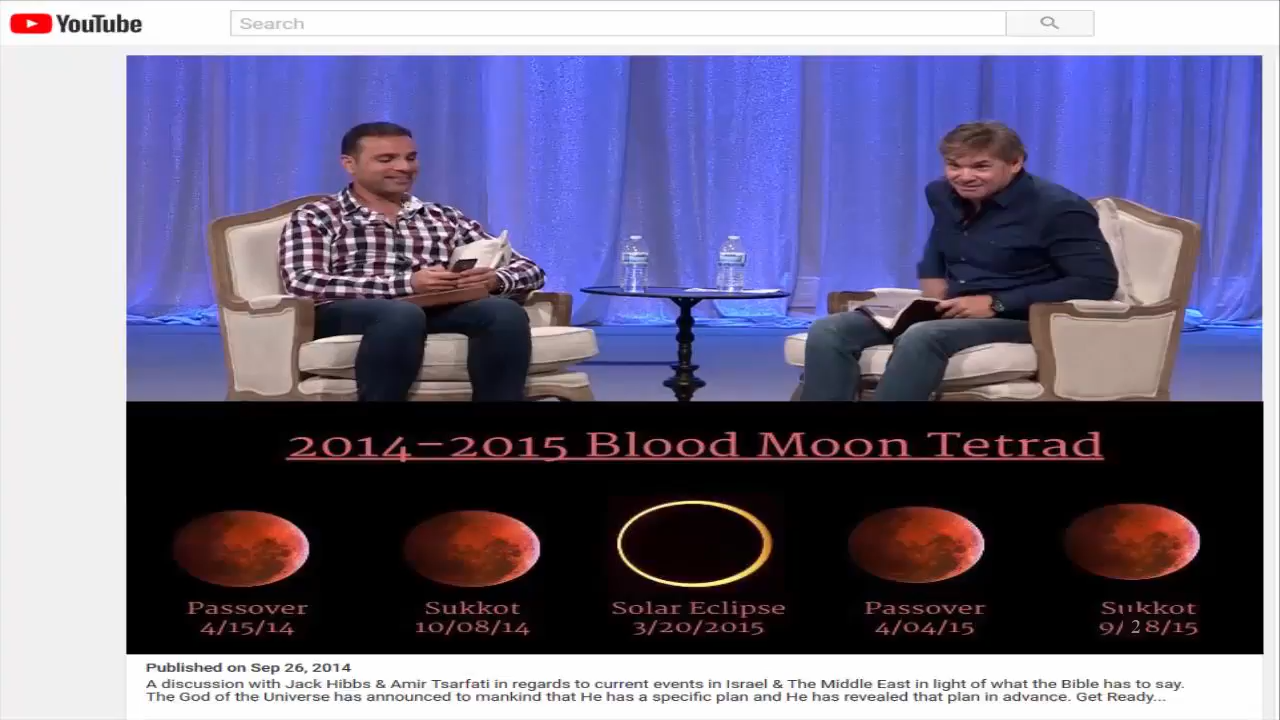 YouTube
Search
2014-2015 Blood Moon Tetrad
Passover Sukkot Solar Eclipse Passover Sukkot
4/15/14 10/08/14 3/20/2015 4/04/15 9/28/15
Published on Sep 26, 2014
A discussion with Jack Hibbs & Amir Tsarfati in regards to current events in Israel & The Middle East in light of what the Bible has to say.
The God of the Universe has announced to mankind that He has a specific plan and He has revealed that plan in advance. Get Ready...